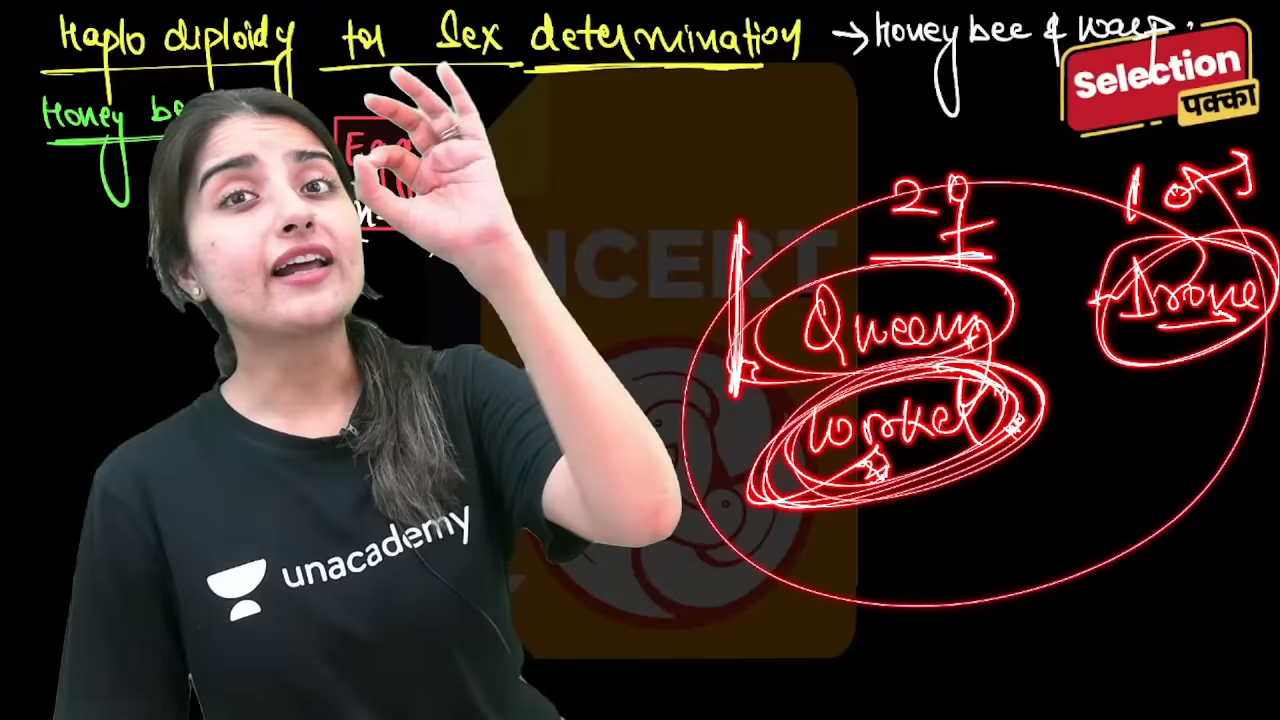 Haplo diploidy for Sex determination → Honey bee & wasp.
Selection
पक्का
Honey be
Egg
n=
2 ♀
1 ♂
Queen
Drone
Worker
NCERT
unacademy